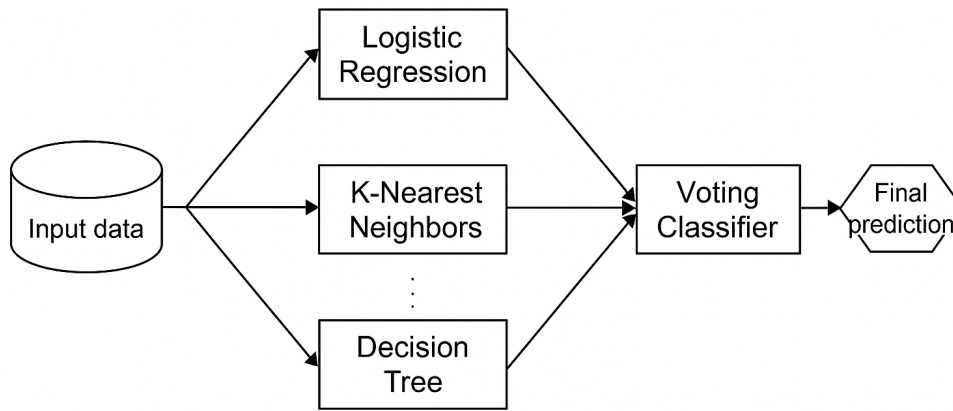 Logistic
Regression
Input data
K-Nearest
Neighbors
Voting
Classifier
Final
prediction
Decision
Tree